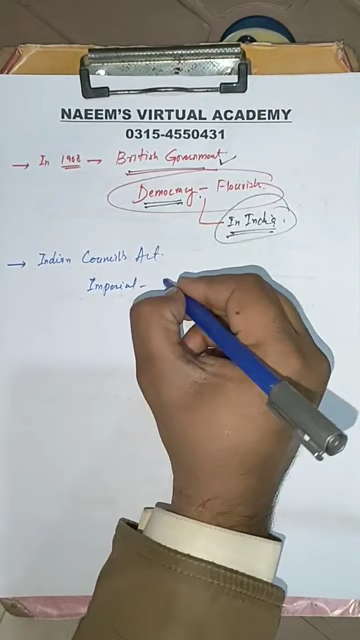 NAEEM'S VIRTUAL ACADEMY
0315-4550431
→ In 1908 → British Government
Democracy - Flourish.
In India.
→ Indian Councils Act.
Imperial -